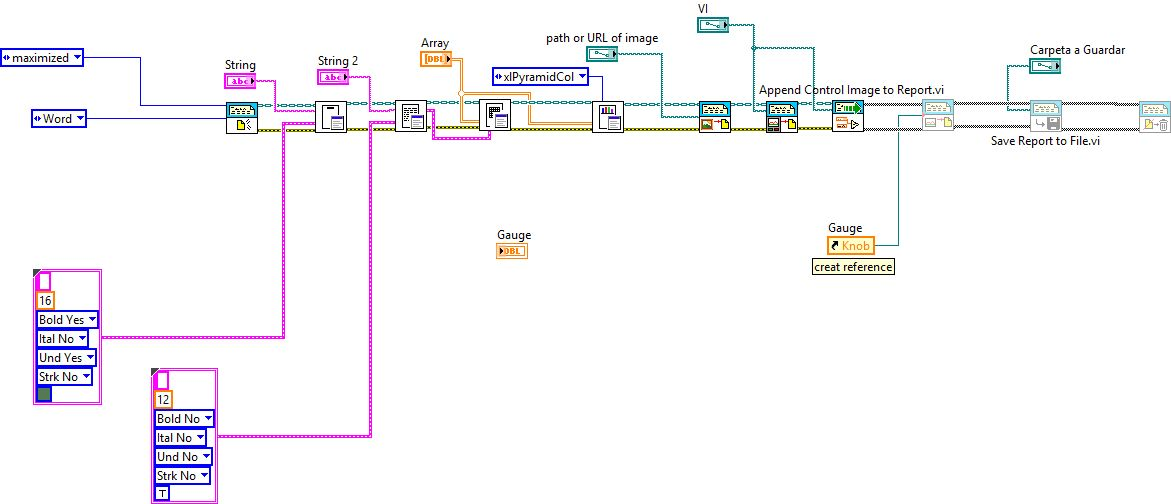 VI
path or URL of image
Array
String 2
String
maximized
Carpeta a Guardar
abc
abc
DBL
xlPyramidCol
Append Control Image to Report.vi
Word
Save Report to File.vi
Gauge
DBL
Gauge
Knob
creat reference
16
Bold Yes
Ital No
Und Yes
Strk No
12
Bold No
Ital No
Und No
Strk No
T